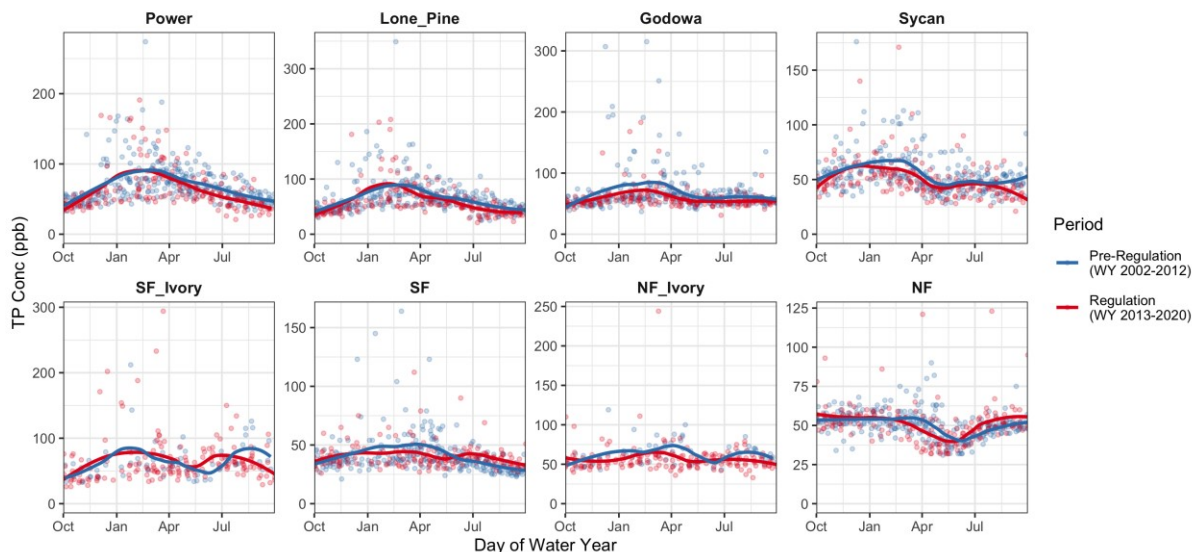 Power
Lone_Pine
Godowa
Sycan
200
100
0
Oct
Jan
Apr
Jul
300
200
100
0
Oct
Jan
Apr
Jul
300
200
100
0
Oct
Jan
Apr
Jul
150
100
50
0
Oct
Jan
Apr
Jul
TP Conc (ppb)
SF_Ivory
SF
NF_Ivory
NF
300
200
100
0
Oct
Jan
Apr
Jul
150
100
50
0
Oct
Jan
Apr
Jul
250
200
150
100
50
0
Oct
Jan
Apr
Jul
125
100
75
50
25
0
Oct
Jan
Apr
Jul
Day of Water Year
Period
Pre-Regulation
(WY 2002-2012)
Regulation
(WY 2013-2020)